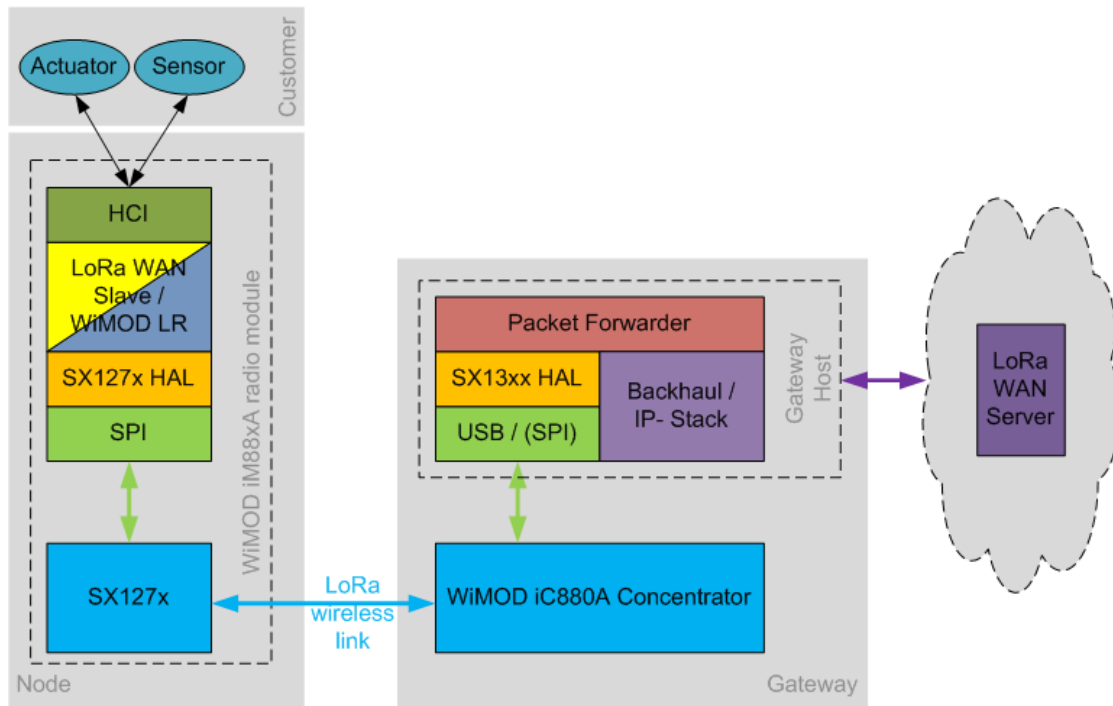 Actuator
Sensor
Customer
HCI
LoRa WAN
Slave /
WiMOD LR
SX127x HAL
SPI
WiMOD iM88xA radio module
SX127x
Node
LoRa
wireless
link
Packet Forwarder
SX13xx HAL
USB / (SPI)
Backhaul /
IP- Stack
Gateway
Host
WiMOD iC880A Concentrator
Gateway
LoRa
WAN
Server